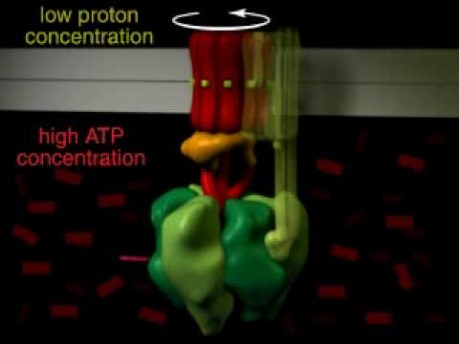 low proton
concentration
high ATP
concentration